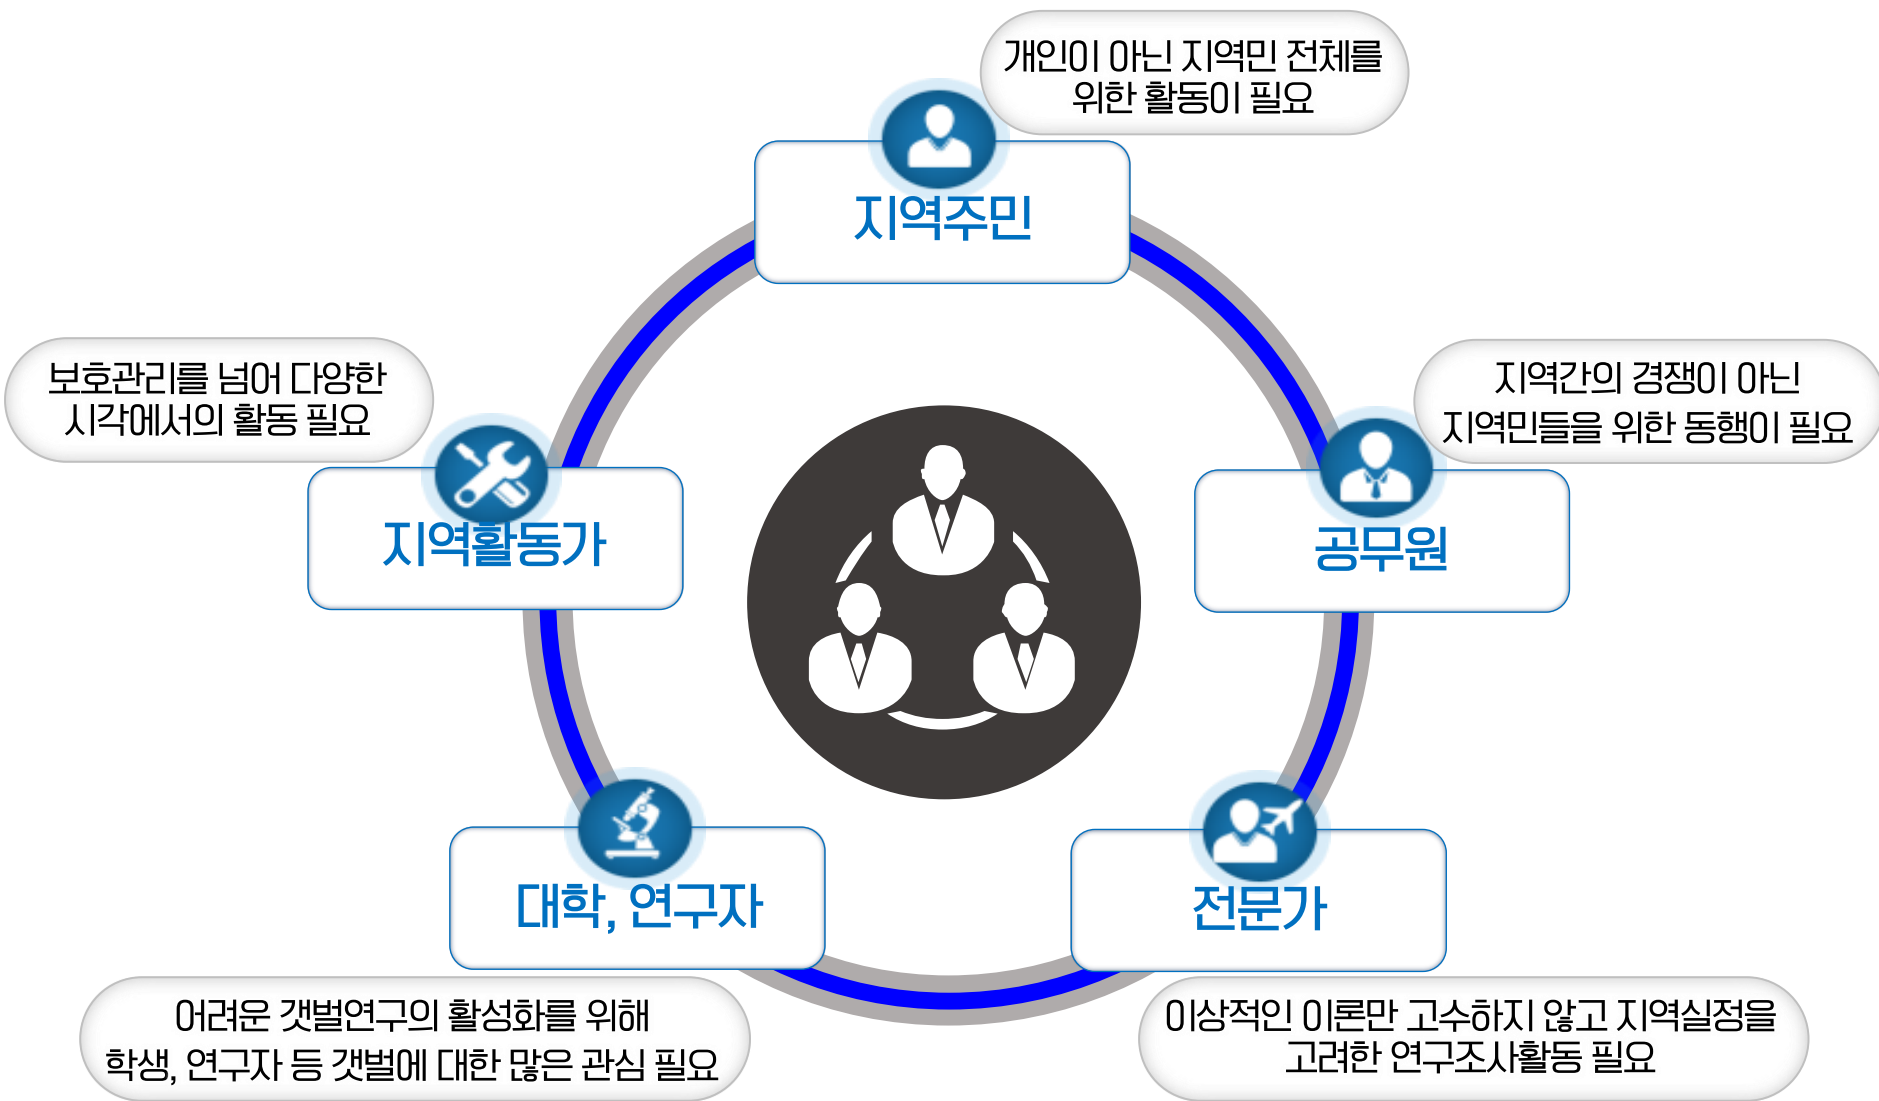 개인이 아닌 지역민 전체를
위한 활동이 필요
지역주민
보호관리를 넘어 다양한
시각에서의 활동 필요
지역활동가
지역간의 경쟁이 아닌
지역민들을 위한 동행이 필요
공무원
대학, 연구자
어려운 갯벌연구의 활성화를 위해
학생, 연구자 등 갯벌에 대한 많은 관심 필요
전문가
이상적인 이론만 고수하지 않고 지역실정을
고려한 연구조사활동 필요